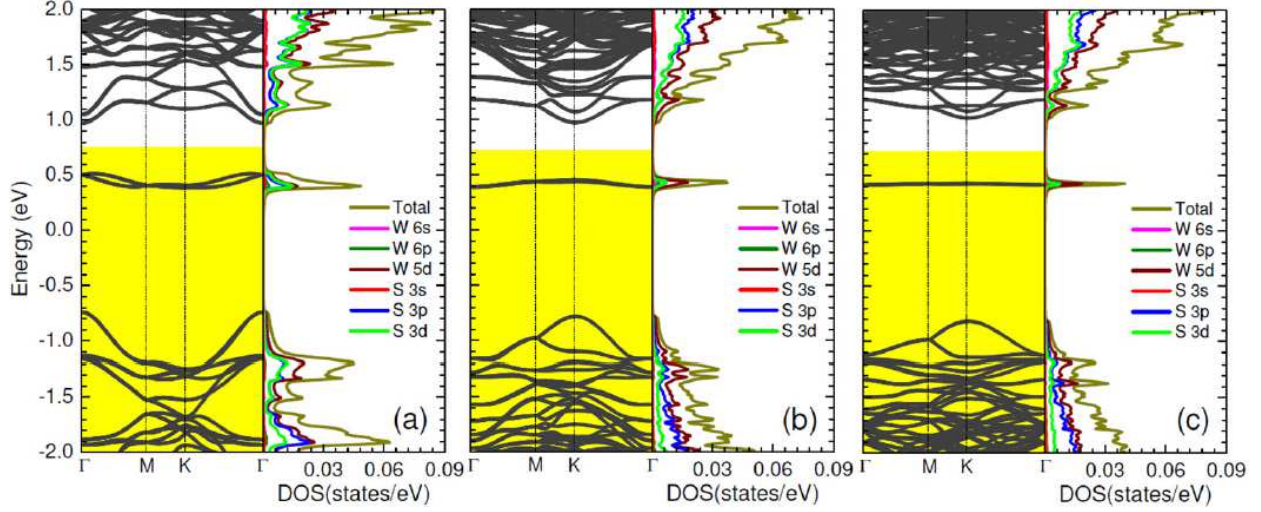 Energy (eV)
2.0
1.5
1.0
0.5
0.0
-0.5
-1.0
-1.5
-2.0
Total
W 6s
W 6p
W 5d
S 3s
S 3p
S 3d
(a)
Γ M K Γ 0.03 0.06 0.09
DOS(states/eV)
Total
W 6s
W 6p
W 5d
S 3s
S 3p
S 3d
(b)
Γ M K Γ 0.03 0.06 0.09
DOS(states/eV)
Total
W 6s
W 6p
W 5d
S 3s
S 3p
S 3d
(c)
Γ M K Γ 0.03 0.06 0.09
DOS(states/eV)